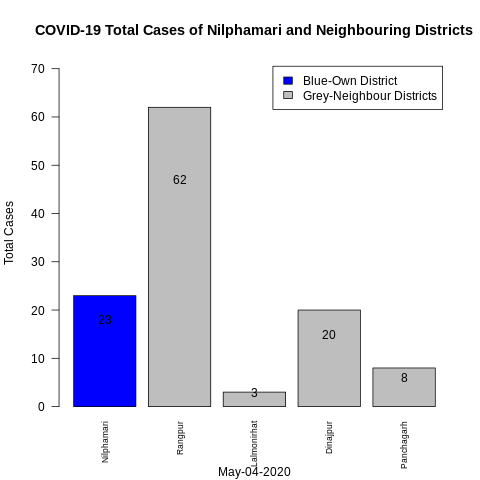 COVID-19 Total Cases of Nilphamari and Neighbouring Districts
Blue-Own District
Grey-Neighbour Districts
Total Cases
70
60
50
40
30
20
10
0
23
62
3
20
8
Nilphamari
Rangpur
Lalmonirhat
Dinajpur
Panchagarh
May-04-2020